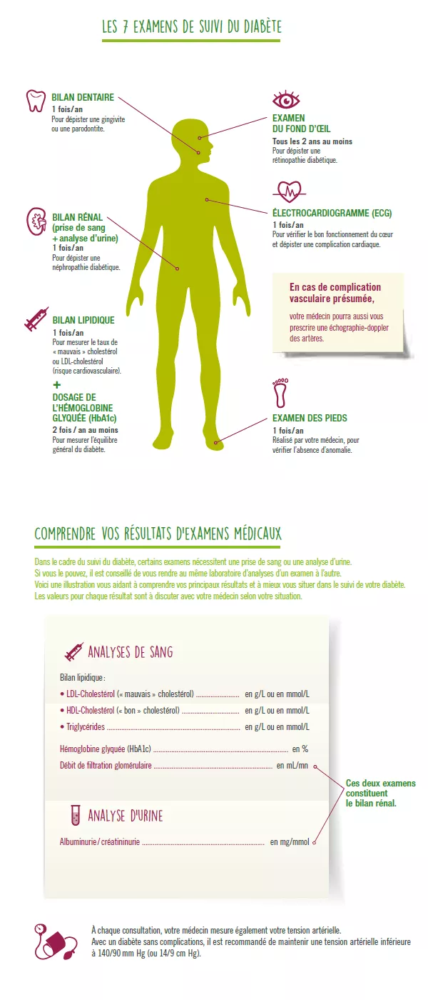 LES 7 EXAMENS DE SUIVI DU DIABÈTE
BILAN DENTAIRE
1 fois/an
Pour dépister une gingivite
ou une parodontite.
EXAMEN
DU FOND D'ŒIL
Tous les 2 ans au moins
Pour dépister une
rétinopathie diabétique.
BILAN RÉNAL
(prise de sang
+ analyse d'urine)
1 fois/an
Pour dépister une
néphropathie diabétique.
ÉLECTROCARDIOGRAMME (ECG)
1 fois/an
Pour vérifier le bon fonctionnement du cœur
et dépister une complication cardiaque.
En cas de complication
vasculaire présumée,
votre médecin pourra aussi vous
prescrire une échographie-doppler
des artères.
BILAN LIPIDIQUE
1 fois/an
Pour mesurer le taux de
« mauvais » cholestérol
ou LDL-cholestérol
(risque cardiovasculaire).
+
DOSAGE DE
L'HÉMOGLOBINE
GLYQUÉE (HbA1c)
2 fois / an au moins
Pour mesurer l'équilibre
général du diabète.
EXAMEN DES PIEDS
1 fois/an
Réalisé par votre médecin, pour
vérifier l'absence d'anomalie.
COMPRENDRE VOS RÉSULTATS D'EXAMENS MÉDICAUX
Dans le cadre du suivi du diabète, certains examens nécessitent une prise de sang ou une analyse d'urine.
Si vous le pouvez, il est conseillé de vous rendre au même laboratoire d'analyses d'un examen à l'autre.
Voici une illustration vous aidant à comprendre vos principaux résultats et à mieux vous situer dans le suivi de votre diabète.
Les valeurs pour chaque résultat sont à discuter avec votre médecin selon votre situation.
ANALYSES DE SANG
Bilan lipidique :
• LDL-Cholestérol (« mauvais » cholestérol) ........................ en g/L ou en mmol/L
• HDL-Cholestérol (« bon » cholestérol) ................................ en g/L ou en mmol/L
• Triglycérides .......................................................................... en g/L ou en mmol/L
Hémoglobine glyquée (HbA1c) ........................................................................... en %
Débit de filtration glomérulaire .................................................................. en mL/mn
Ces deux examens
constituent
le bilan rénal.
ANALYSE D'URINE
Albuminurie / créatininurie .................................................................... en mg/mmol
À chaque consultation, votre médecin mesure également votre tension artérielle.
Avec un diabète sans complications, il est recommandé de maintenir une tension artérielle inférieure
à 140/90 mm Hg (ou 14/9 cm Hg).